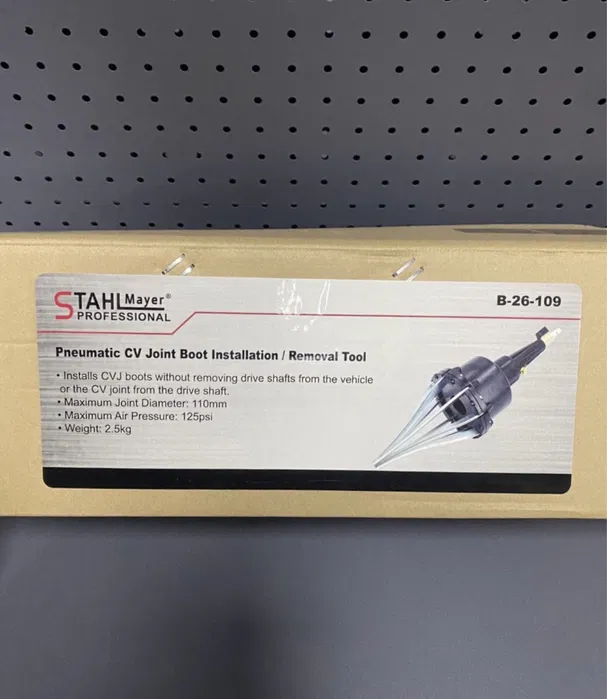 STAHLMayer®
PROFESSIONAL
B-26-109
Pneumatic CV Joint Boot Installation / Removal Tool
• Installs CVJ boots without removing drive shafts from the vehicle
or the CV joint from the drive shaft.
• Maximum Joint Diameter: 110mm
• Maximum Air Pressure: 125psi
• Weight: 2.5kg